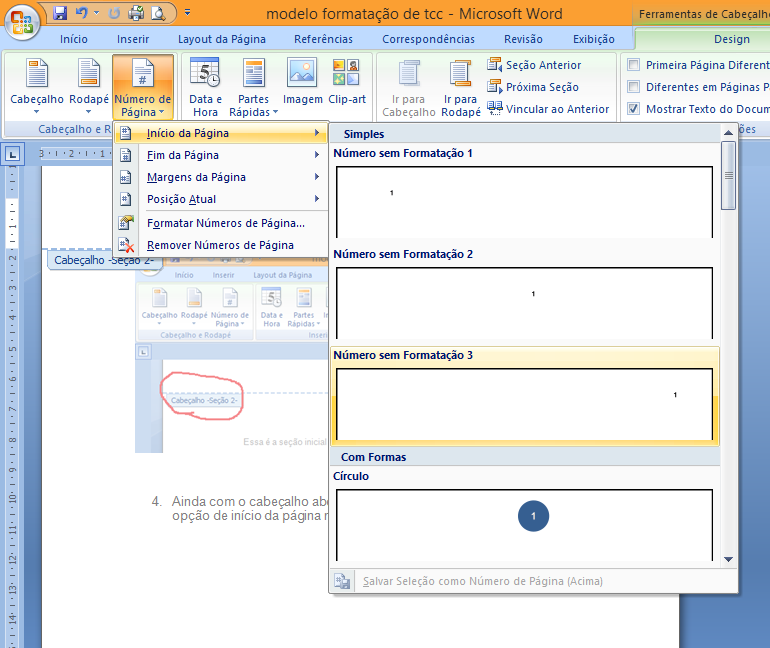 modelo formatação de tcc - Microsoft Word
Ferramentas de Cabeçalho
Início Inserir Layout da Página Referências Correspondências Revisão Exibição Design
Cabeçalho Rodapé Número de Página
Data e Hora Partes Rápidas Imagem Clip-art
Ir para Cabeçalho Ir para Rodapé
Seção Anterior
Próxima Seção
Vincular ao Anterior
Primeira Página Diferent
Diferentes em Páginas P
Mostrar Texto do Docum
Cabeçalho e R
ões
Início da Página
Fim da Página
Margens da Página
Posição Atual
Formatar Números de Página...
Remover Números de Página
Simples
Número sem Formatação 1
1
Número sem Formatação 2
1
Número sem Formatação 3
1
Com Formas
Círculo
1
Salvar Seleção como Número de Página (Acima)
Cabeçalho -Seção 2-
Início Inserir Layout da Página
Cabeçalho Rodapé Número de Página
Data e Hora Partes Rápidas
Cabeçalho e Rodapé
Inseri
Cabeçalho -Seção 2-
Essa é a seção inicial
4. Ainda com o cabeçalho abe
opção de início da página n